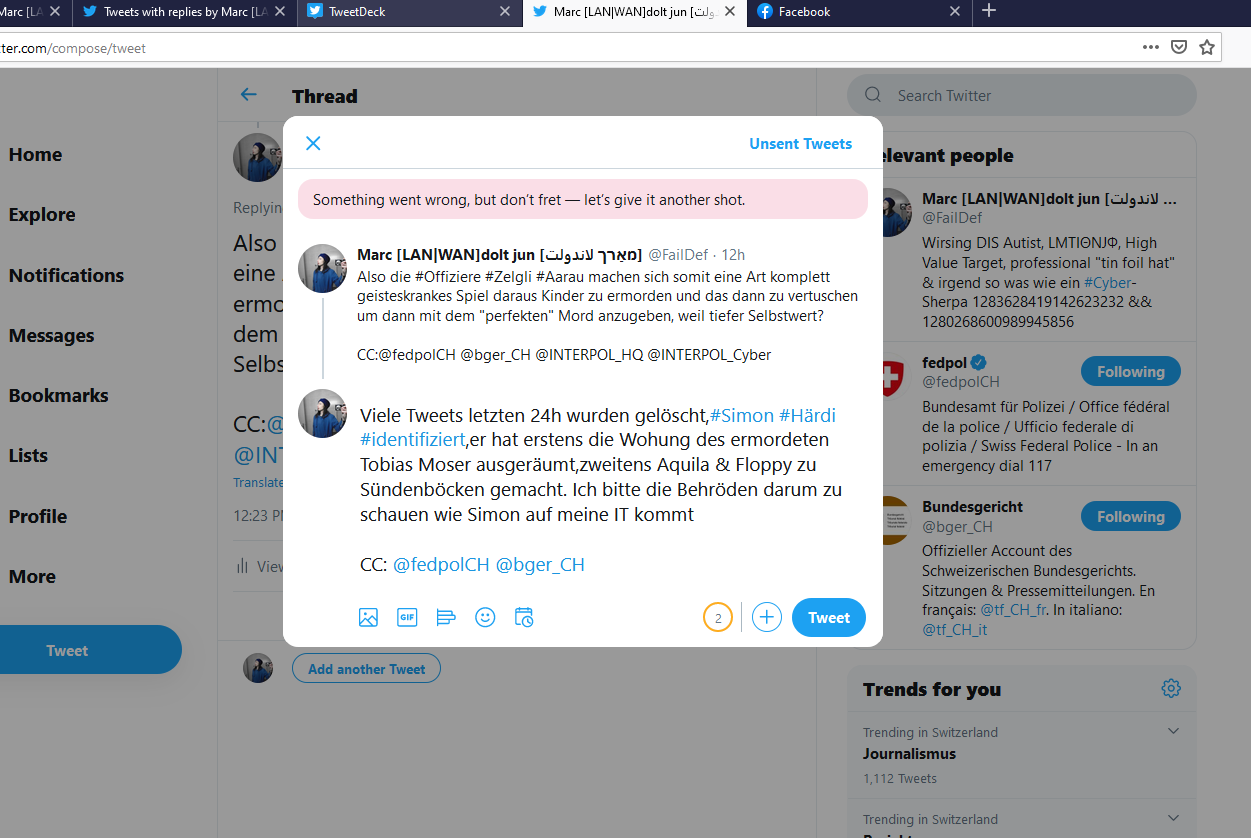 Marc [LA
Tweets with replies by Marc [LA
TweetDeck
Marc [LAN|WAN]dolt jun [لاندولت
Facebook
tter.com/compose/tweet
Thread
Search Twitter
Home
Explore
Notifications
Messages
Bookmarks
Lists
Profile
More
Tweet
Replyin
Also
eine
ermo
dem
Selbs
CC:@
@INT
Translate
12:23 PM
View
Unsent Tweets
Something went wrong, but don't fret — let's give it another shot.
Marc [LAN|WAN]dolt jun [מאַרך لاندولت] @FailDef · 12h
Also die #Offiziere #Zelgli #Aarau machen sich somit eine Art komplett
geisteskrankes Spiel daraus Kinder zu ermorden und das dann zu vertuschen
um dann mit dem "perfekten" Mord anzugeben, weil tiefer Selbstwert?
CC:@fedpolCH @bger_CH @INTERPOL_HQ @INTERPOL_Cyber
Viele Tweets letzten 24h wurden gelöscht,#Simon #Härdi
#identifiziert,er hat erstens die Wohung des ermordeten
Tobias Moser ausgeräumt,zweitens Aquila & Floppy zu
Sündenböcken gemacht. Ich bitte die Behröden darum zu
schauen wie Simon auf meine IT kommt
CC: @fedpolCH @bger_CH
GIF
2
Tweet
Add another Tweet
elevant people
Marc [LAN|WAN]dolt jun [لاندولت ...
@FailDef
Wirsing DIS Autist, LMTIΘNJΦ, High
Value Target, professional "tin foil hat"
& irgend so was wie ein #Cyber-
Sherpa 1283628419142623232 &&
1280268600989945856
fedpol
@fedpolCH
Following
Bundesamt für Polizei / Office fédéral
de la police / Ufficio federale di
polizia / Swiss Federal Police - In an
emergency dial 117
Bundesgericht
@bger_CH
Following
Offizieller Account des
Schweizerischen Bundesgerichts.
Sitzungen & Pressemitteilungen. En
français: @tf_CH_fr. In italiano:
@tf_CH_it
Trends for you
Trending in Switzerland
Journalismus
1,112 Tweets
Trending in Switzerland